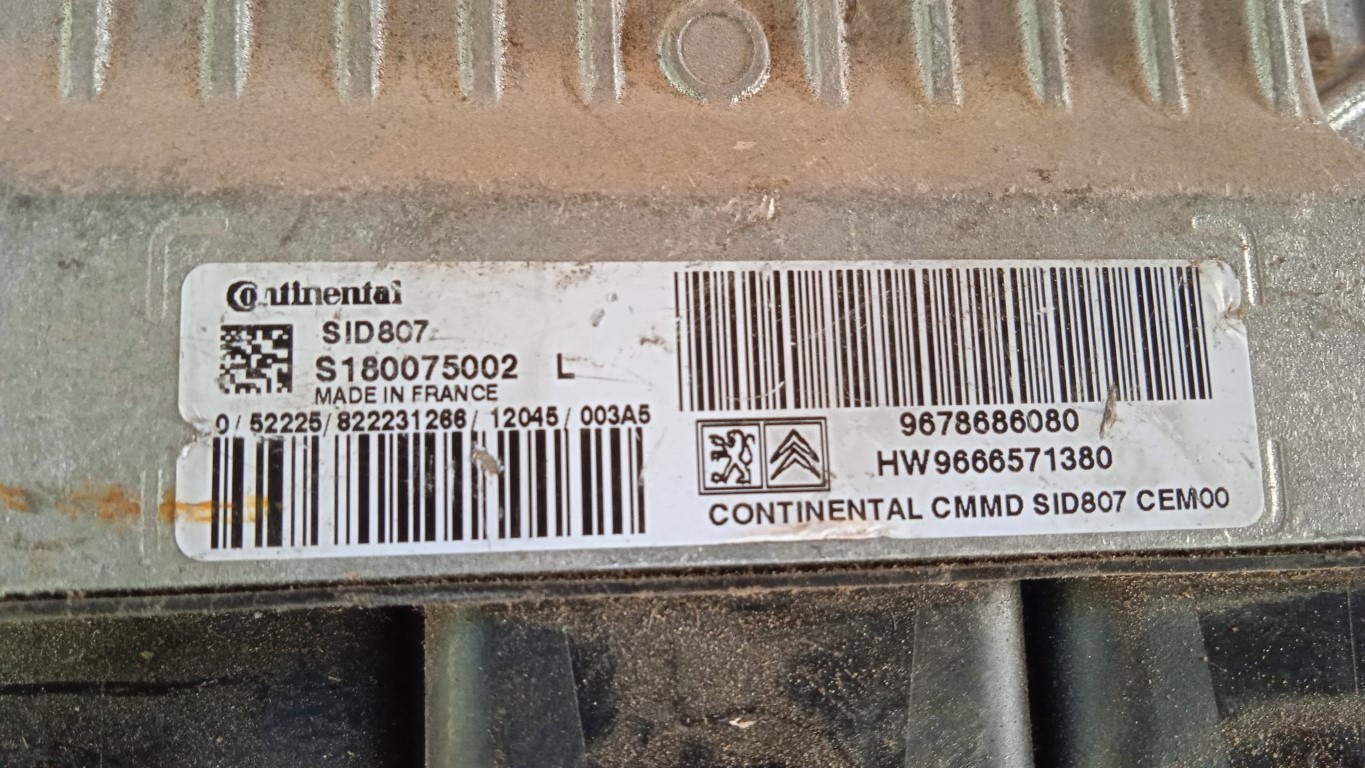 Continental
SID807
S180075002 L
MADE IN FRANCE
0/52225/822231266/12045/003A5
9678686080
HW9666571380
CONTINENTAL CMMD SID807 CEM00